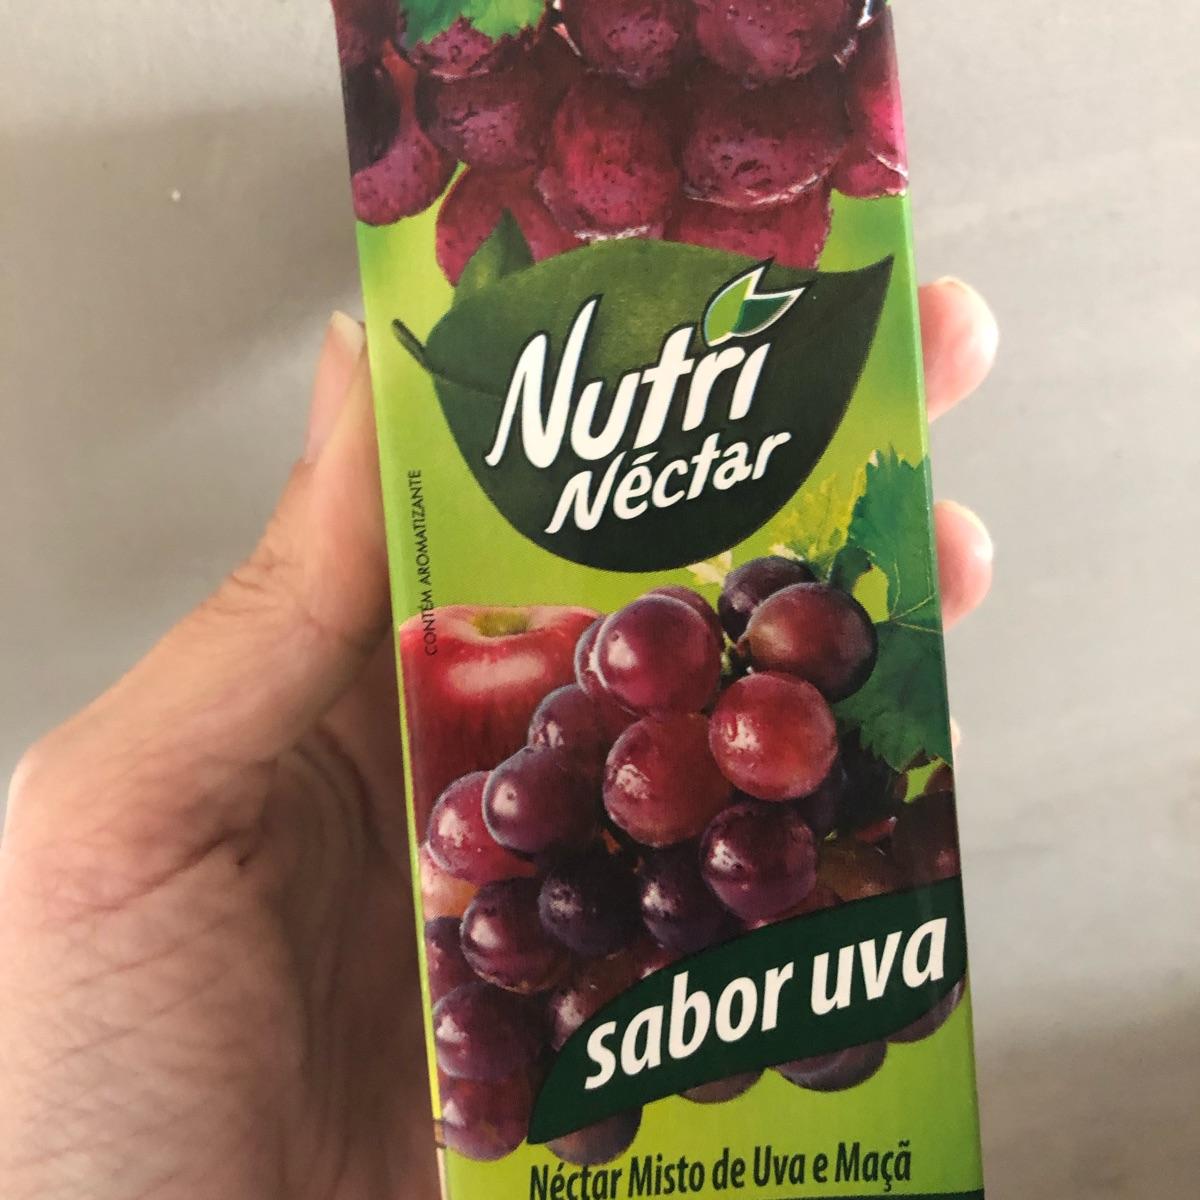 Nutri
Néctar
CONTÉM AROMATIZANTE
sabor uva
Néctar Misto de Uva e Maçã